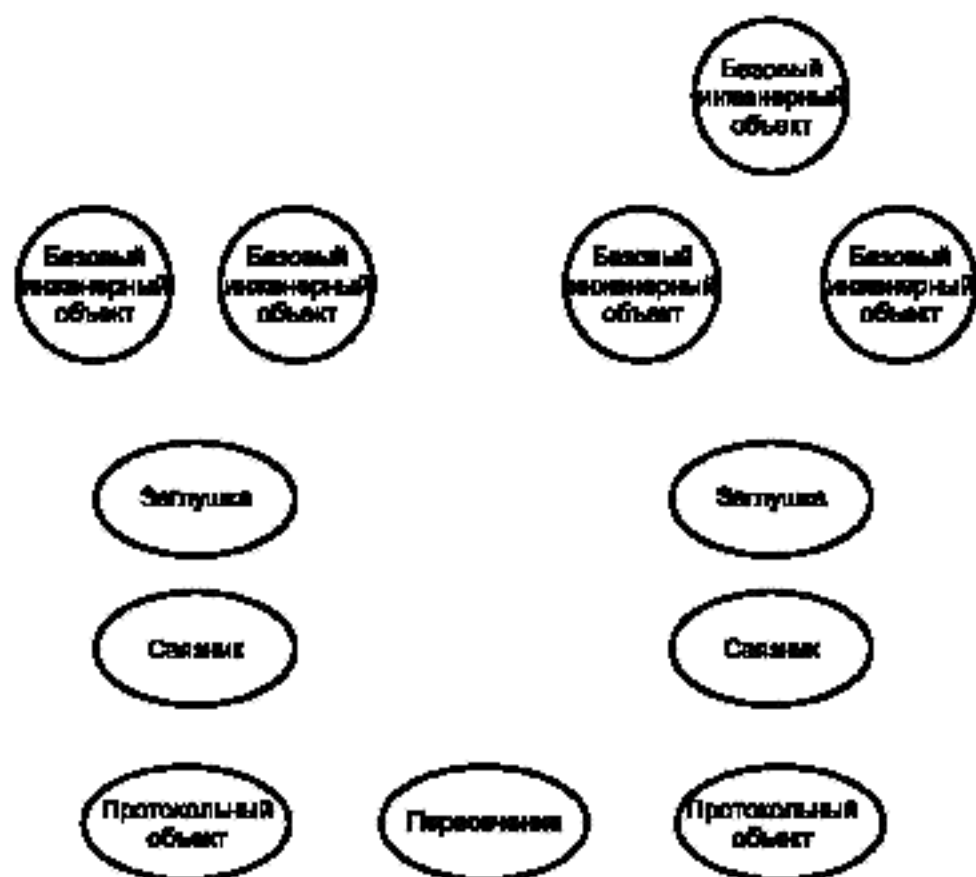 Базовый
инженерный
объект
Базовый
инженерный
объект
Базовый
инженерный
объект
Базовый
инженерный
объект
Базовый
инженерный
объект
Заглушка
Заглушка
Связник
Связник
Протокольный
объект
Пересечение
Протокольный
объект